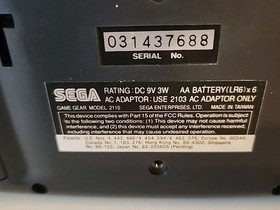 031437688
SERIAL No.
SEGA RATING: DC 9V 3W AA BATTERY(LR6)x 6
AC ADAPTOR: USE 2103 AC ADAPTOR ONLY
GAME GEAR MODEL 2110 SEGA ENTERPRISES, LTD. MADE IN TAIWAN
This device complies with Part 15 of the FCC Rules. Operation is
subject to the following two conditions: (1) This device may not cause harmful
interference, and (2) this device must accept any interference received,
including interference that may cause undesired operation.